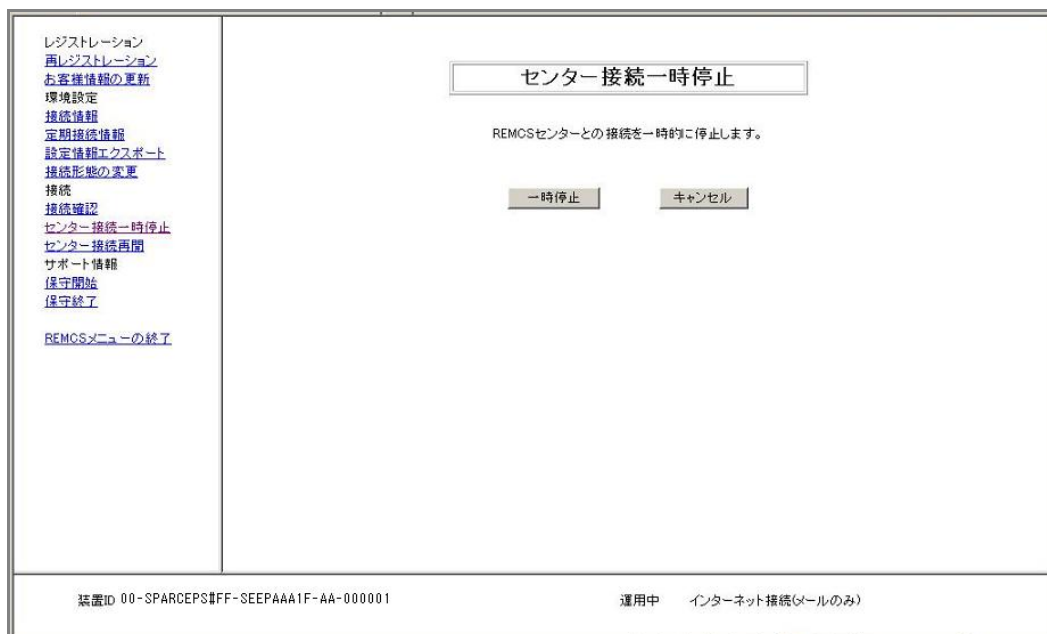 レジストレーション
再レジストレーション
お客様情報の更新
環境設定
接続情報
定期接続情報
設定情報エクスポート
接続形態の変更
接続
接続確認
センター接続一時停止
センター接続再開
サポート情報
保守開始
保守終了
REMCSメニューの終了
センター接続一時停止
REMCSセンターとの接続を一時的に停止します。
一時停止 キャンセル
装置ID 00-SPARCEPS#FF-SEEPAAA1F-AA-000001 運用中 インターネット接続(メールのみ)